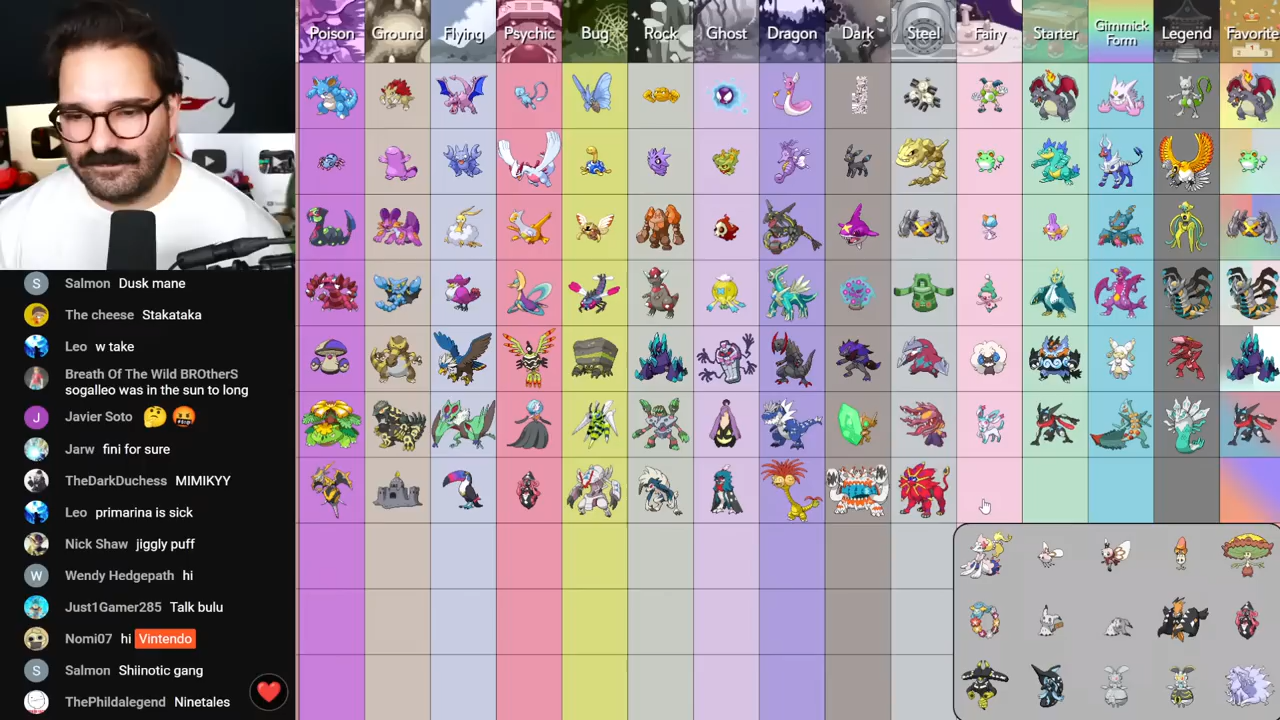 Poison Ground Flying Psychic Bug Rock Ghost Dragon Dark Steel Fairy Starter Gimmick Form Legend Favorite
S Salmon Dusk mane
The cheese Stakataka
Leo w take
Breath Of The Wild BROtherS
sogalleo was in the sun to long
J Javier Soto 🤔 🤬
Jarw fini for sure
TheDarkDuchess MIMIKYY
Leo primarina is sick
Nick Shaw jiggly puff
W Wendy Hedgepath hi
Just1Gamer285 Talk bulu
Nomi07 hi Vintendo
S Salmon Shiinotic gang
ThePhildalegend Ninetales